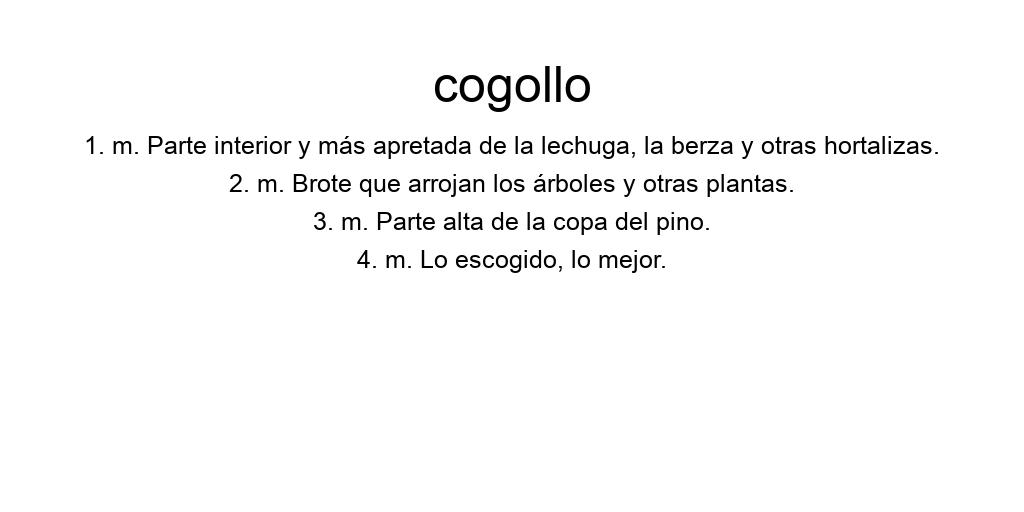 cogollo
1. m. Parte interior y más apretada de la lechuga, la berza y otras hortalizas.
2. m. Brote que arrojan los árboles y otras plantas.
3. m. Parte alta de la copa del pino.
4. m. Lo escogido, lo mejor.